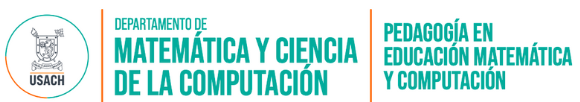 USACH
DEPARTAMENTO DE
MATEMÁTICA Y CIENCIA
DE LA COMPUTACIÓN
PEDAGOGÍA EN
EDUCACIÓN MATEMÁTICA
Y COMPUTACIÓN